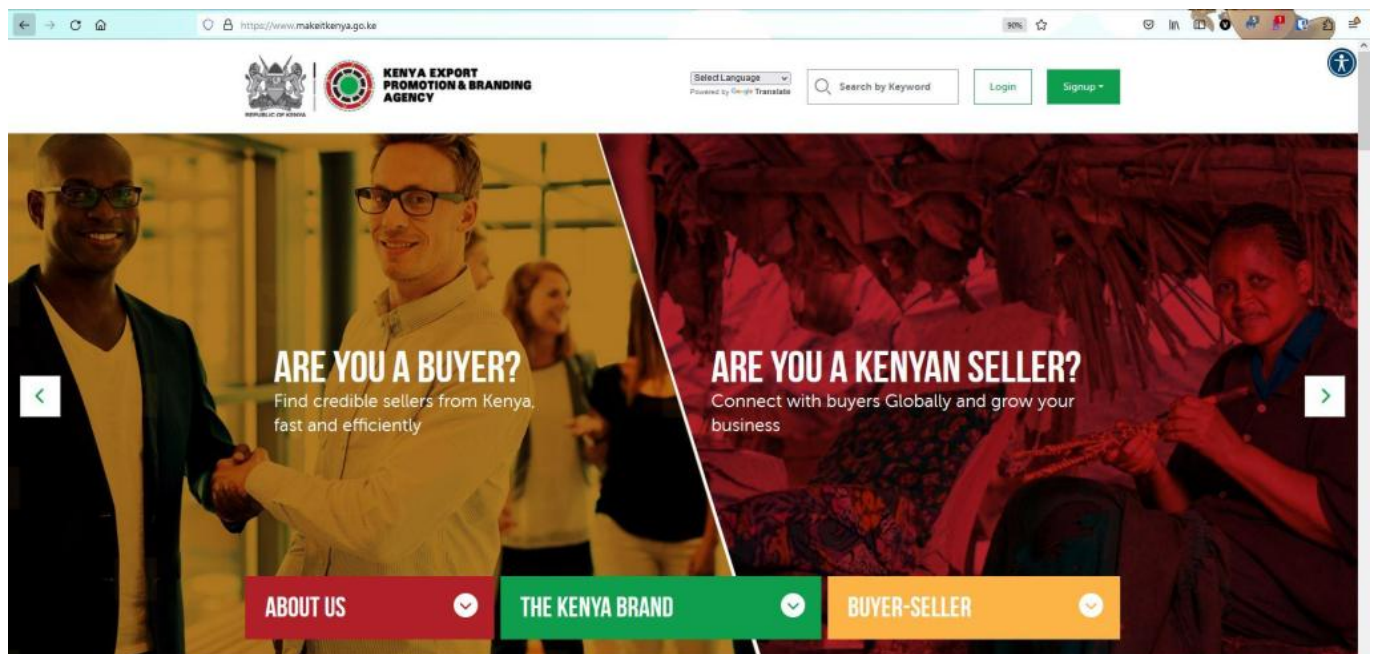 https://www.makeitkenya.go.ke
90%
REPUBLIC OF KENYA
KENYA EXPORT
PROMOTION & BRANDING
AGENCY
Select Language
Powered by Google Translate
Search by Keyword
Login
Signup
ARE YOU A BUYER?
Find credible sellers from Kenya,
fast and efficiently
ARE YOU A KENYAN SELLER?
Connect with buyers Globally and grow your
business
ABOUT US
THE KENYA BRAND
BUYER-SELLER